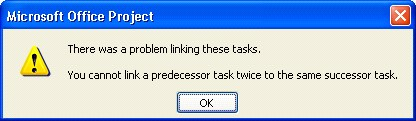 Microsoft Office Project
There was a problem linking these tasks.
You cannot link a predecessor task twice to the same successor task.
OK